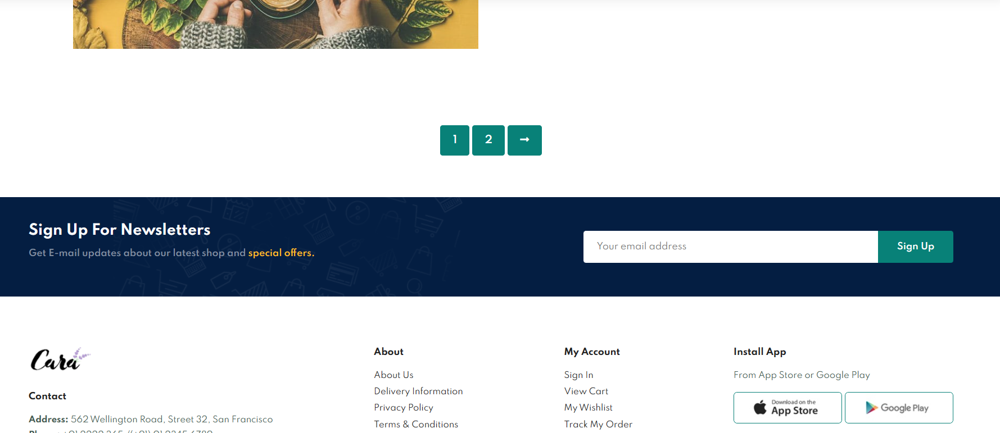 1 2 →
Sign Up For Newsletters
Get E-mail updates about our latest shop and special offers.
Your email address
Sign Up
Cara
Contact
Address: 562 Wellington Road, Street 32, San Francisco
About
About Us
Delivery Information
Privacy Policy
Terms & Conditions
My Account
Sign In
View Cart
My Wishlist
Track My Order
Install App
From App Store or Google Play
Download on the
App Store
Google Play